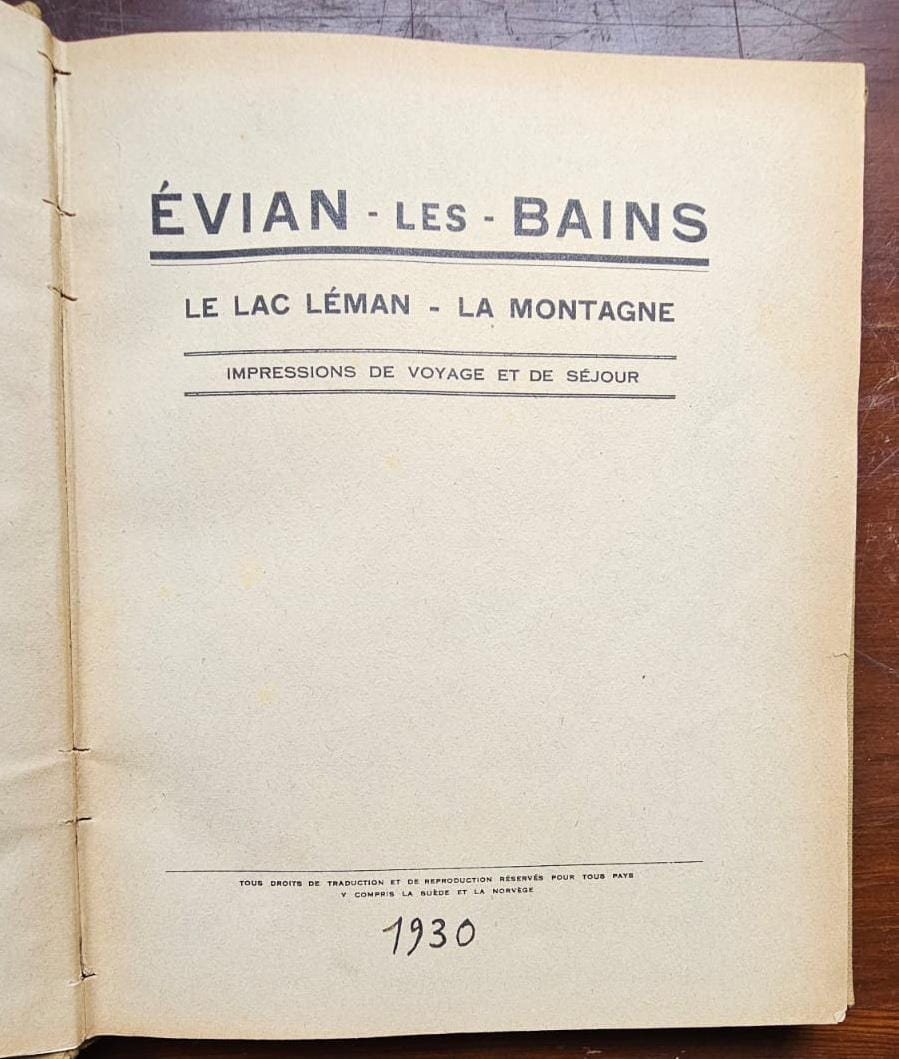 ÉVIAN - LES - BAINS
LE LAC LÉMAN - LA MONTAGNE
IMPRESSIONS DE VOYAGE ET DE SÉJOUR
TOUS DROITS DE TRADUCTION ET DE REPRODUCTION RÉSERVÉS POUR TOUS PAYS
Y COMPRIS LA SUÈDE ET LA NORVÈGE
1930